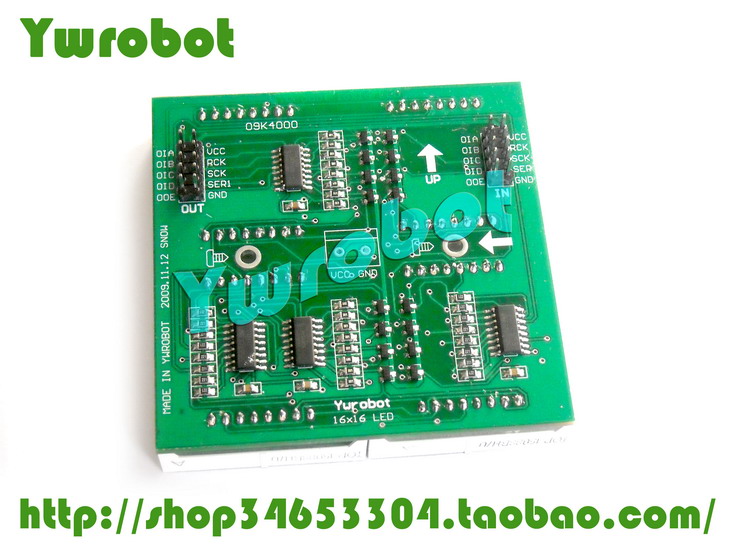 Ywrobot
09K4000
OIA VCC
OIB RCK
OIC SCK
OID SER1
OOE GND
OUT
UP
OIA VCC
OIB RCK
OIC SCK
OID SER
OOE GND
IN
Ywrobot
VCC GND
MADE IN YWROBOT 2009.11.12 SNOW
Ywrobot
16x16 LED
http://shop34653304.taobao.com/